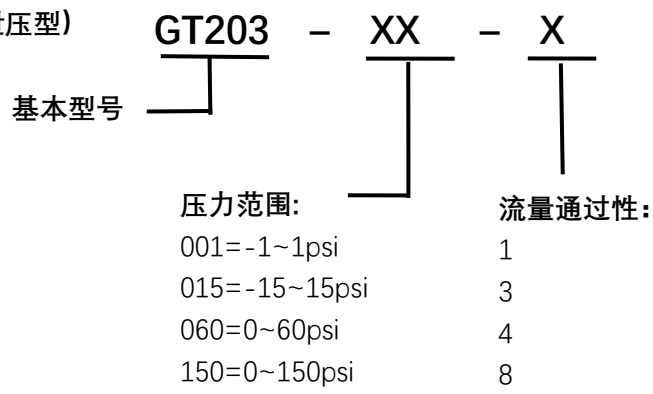 压型)
GT203 – XX – X
基本型号
压力范围:
流量通过性：
001=-1~1psi
1
015=-15~15psi
3
060=0~60psi
4
150=0~150psi
8